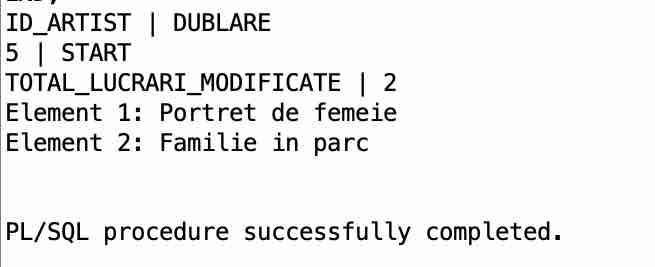 ID_ARTIST | DUBLARE
5 | START
TOTAL_LUCRARI_MODIFICATE | 2
Element 1: Portret de femeie
Element 2: Familie in parc
PL/SQL procedure successfully completed.